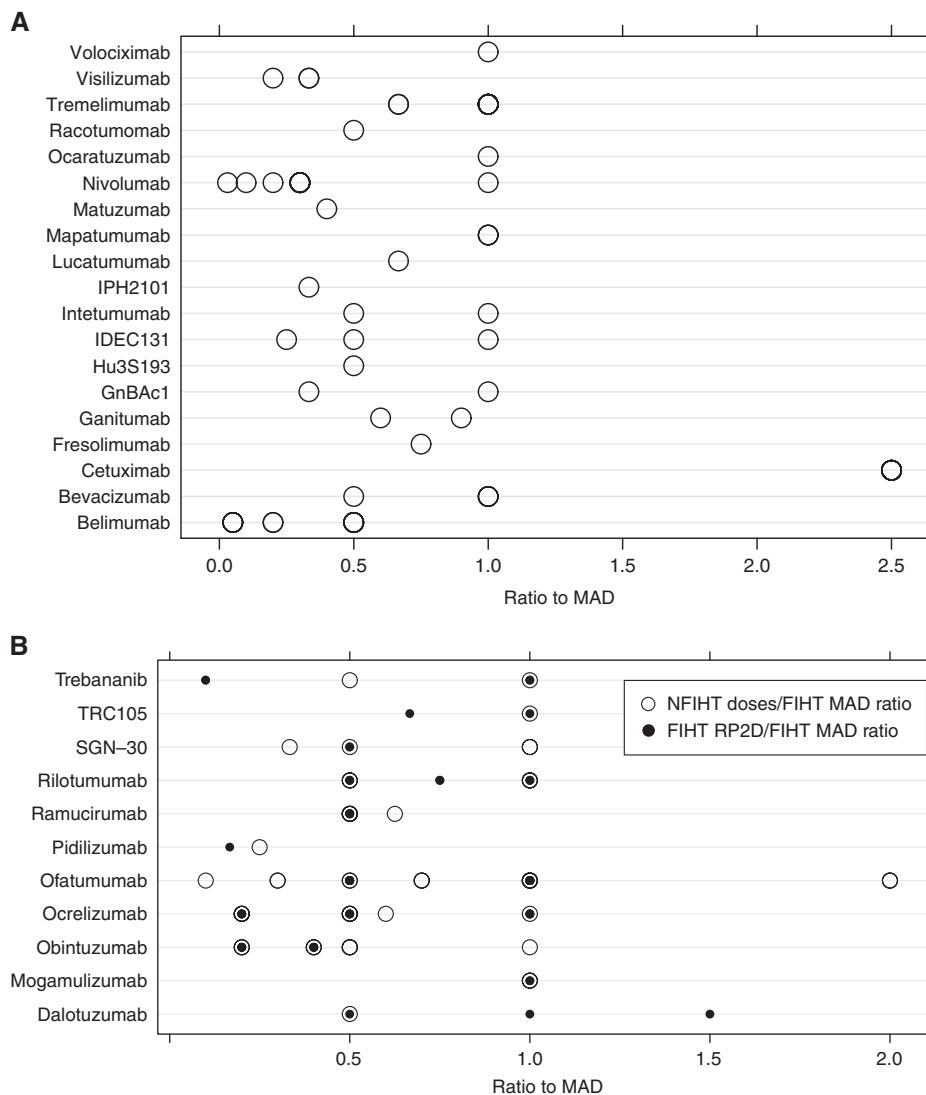 A
Volociximab
Visilizumab
Tremelimumab
Racotumomab
Ocaratuzumab
Nivolumab
Matuzumab
Mapatumumab
Lucatumumab
IPH2101
Intetumumab
IDEC131
Hu3S193
GnBAc1
Ganitumab
Fresolimumab
Cetuximab
Bevacizumab
Belimumab
0.0 0.5 1.0 1.5 2.0 2.5
Ratio to MAD
B
Trebananib
TRC105
SGN–30
Rilotumumab
Ramucirumab
Pidilizumab
Ofatumumab
Ocrelizumab
Obintuzumab
Mogamulizumab
Dalotuzumab
NFIHT doses/FIHT MAD ratio
FIHT RP2D/FIHT MAD ratio
0.5 1.0 1.5 2.0
Ratio to MAD